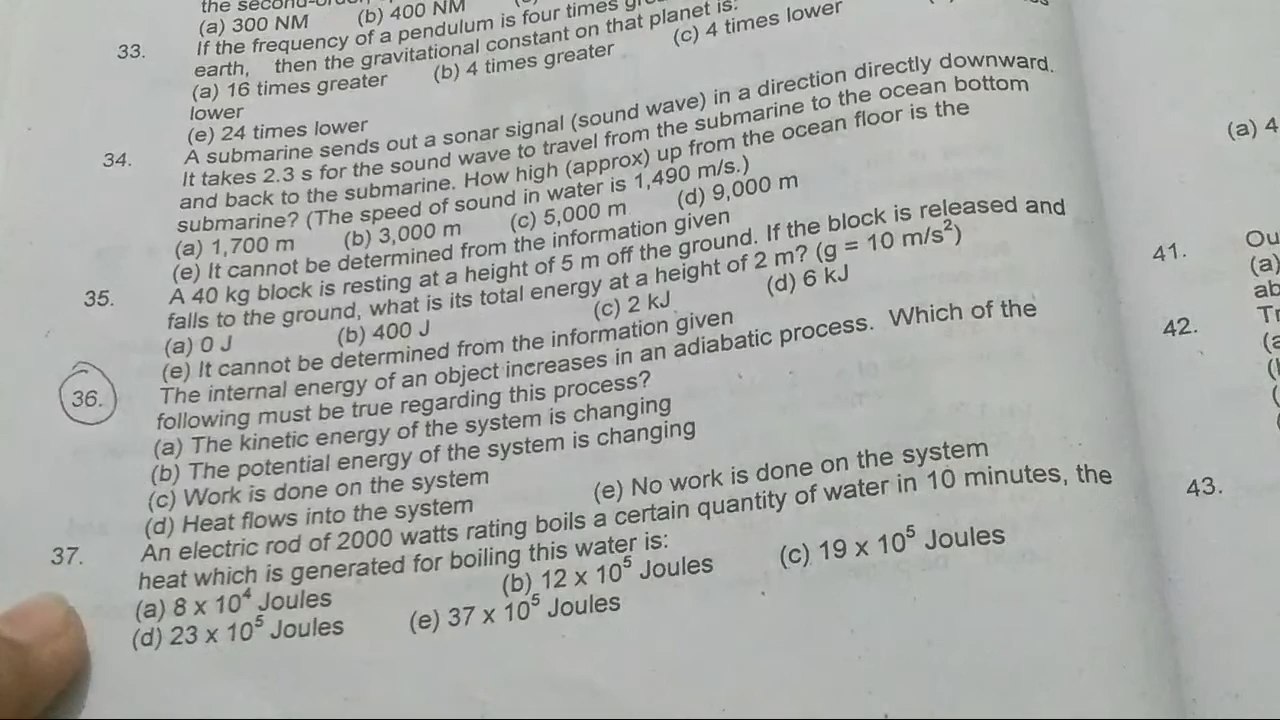 the second-order,
(a) 300 NM (b) 400 NM
33. If the frequency of a pendulum is four times
earth, then the gravitational constant on that planet is:
(a) 16 times greater (b) 4 times greater (c) 4 times lower
lower
(e) 24 times lower
34. A submarine sends out a sonar signal (sound wave) in a direction directly downward.
It takes 2.3 s for the sound wave to travel from the submarine to the ocean bottom
and back to the submarine. How high (approx) up from the ocean floor is the
submarine? (The speed of sound in water is 1,490 m/s.)
(a) 1,700 m (b) 3,000 m (c) 5,000 m (d) 9,000 m
(e) It cannot be determined from the information given
35. A 40 kg block is resting at a height of 5 m off the ground. If the block is released and
falls to the ground, what is its total energy at a height of 2 m? (g = 10 m/s²)
(a) 0 J (b) 400 J (c) 2 kJ (d) 6 kJ
(e) It cannot be determined from the information given
36. The internal energy of an object increases in an adiabatic process. Which of the
following must be true regarding this process?
(a) The kinetic energy of the system is changing
(b) The potential energy of the system is changing
(c) Work is done on the system
(d) Heat flows into the system (e) No work is done on the system
37. An electric rod of 2000 watts rating boils a certain quantity of water in 10 minutes, the
heat which is generated for boiling this water is:
(a) 8 x 10⁴ Joules (b) 12 x 10⁵ Joules (c) 19 x 10⁵ Joules
(d) 23 x 10⁵ Joules (e) 37 x 10⁵ Joules
(a) 4
41. Ou
(a)
ab
42. Tr
43.